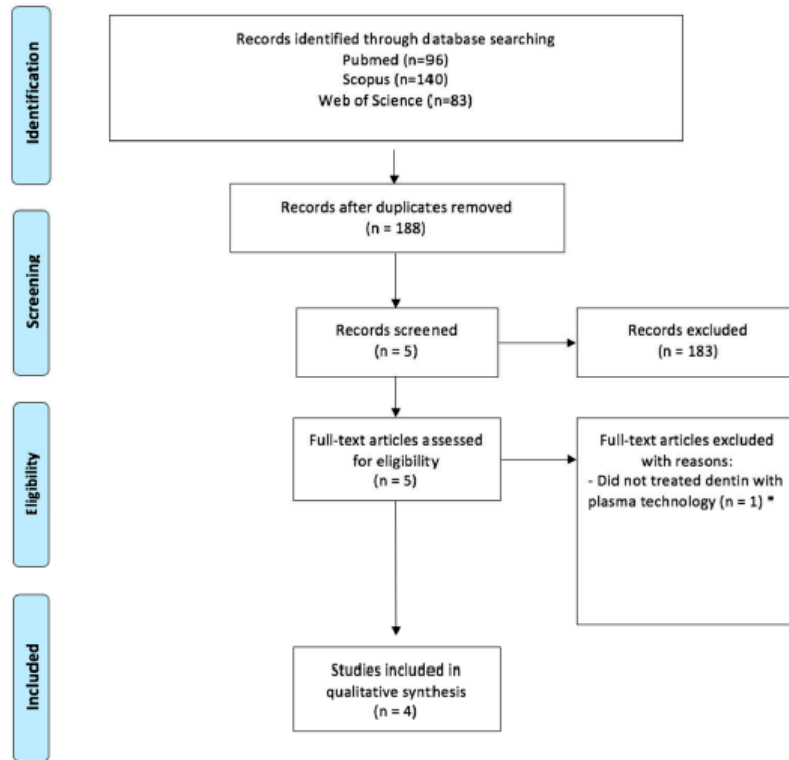 Identification
Records identified through database searching
Pubmed (n=96)
Scopus (n=140)
Web of Science (n=83)
Records after duplicates removed
(n = 188)
Screening
Records screened
(n = 5)
Records excluded
(n = 183)
Eligibility
Full-text articles assessed
for eligibility
(n = 5)
Full-text articles excluded
with reasons:
- Did not treated dentin with
plasma technology (n = 1) *
Included
Studies included in
qualitative synthesis
(n = 4)